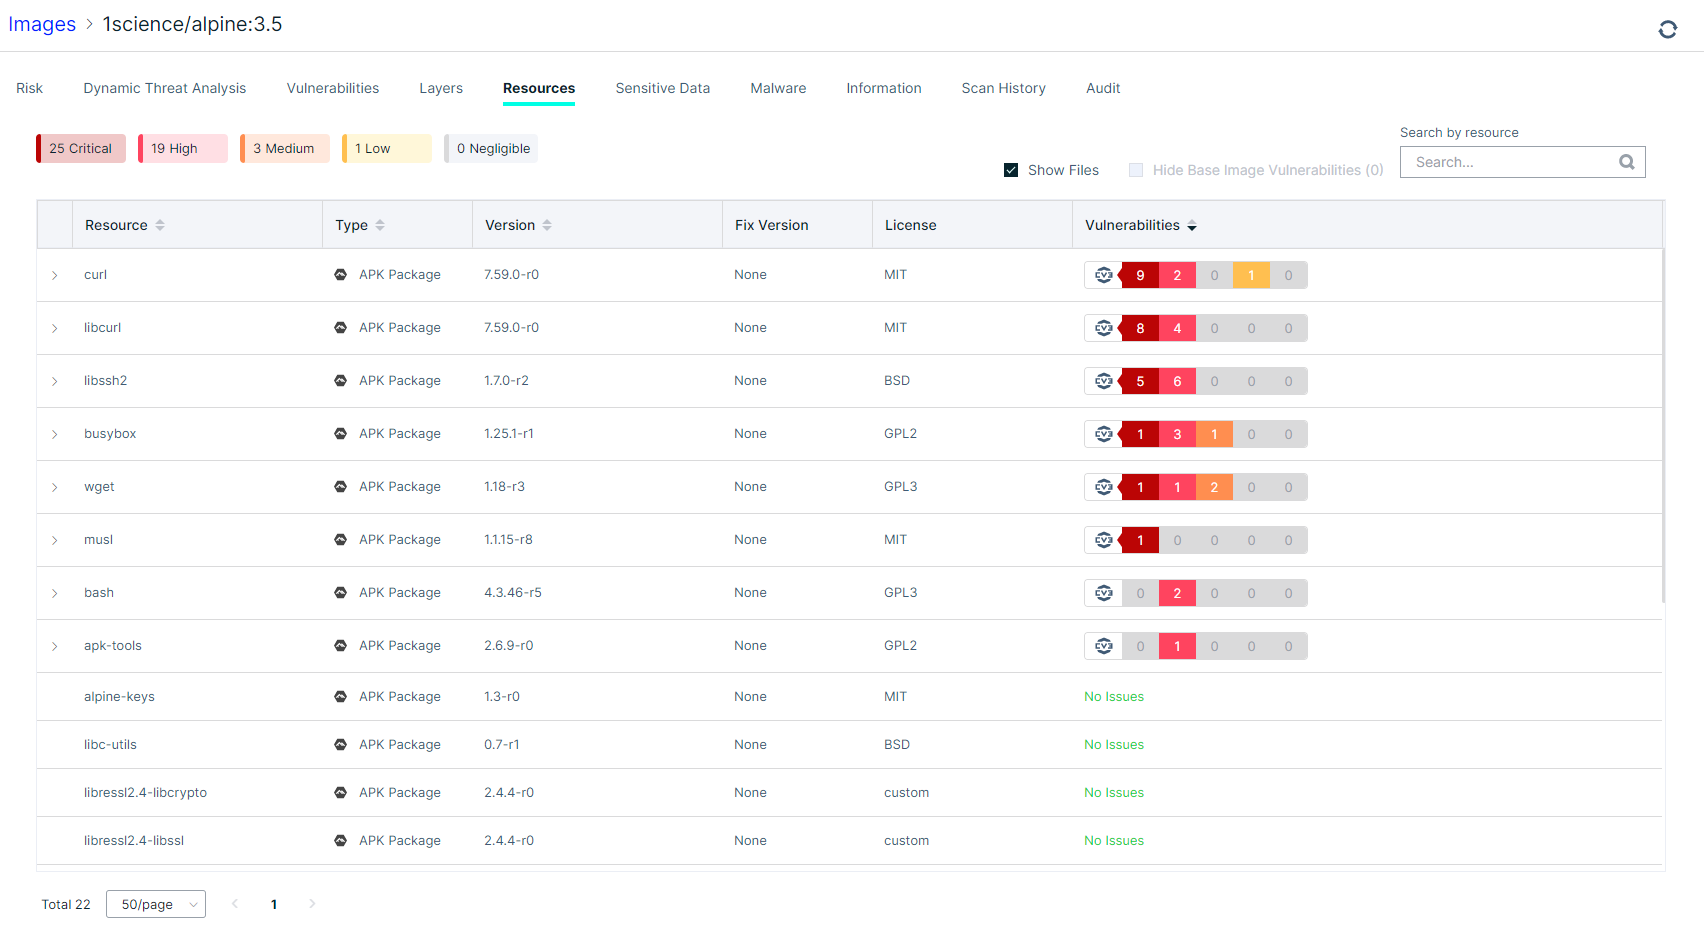 Images > 1science/alpine:3.5
Risk Dynamic Threat Analysis Vulnerabilities Layers Resources Sensitive Data Malware Information Scan History Audit
25 Critical 19 High 3 Medium 1 Low 0 Negligible
Search by resource
Show Files Hide Base Image Vulnerabilities (0) Search...
Resource Type Version Fix Version License Vulnerabilities
curl APK Package 7.59.0-r0 None MIT CV3 9 2 0 1 0
libcurl APK Package 7.59.0-r0 None MIT CV3 8 4 0 0 0
libssh2 APK Package 1.7.0-r2 None BSD CV3 5 6 0 0 0
busybox APK Package 1.25.1-r1 None GPL2 CV3 1 3 1 0 0
wget APK Package 1.18-r3 None GPL3 CV3 1 1 2 0 0
musl APK Package 1.1.15-r8 None MIT CV3 1 0 0 0 0
bash APK Package 4.3.46-r5 None GPL3 CV3 0 2 0 0 0
apk-tools APK Package 2.6.9-r0 None GPL2 CV3 0 1 0 0 0
alpine-keys APK Package 1.3-r0 None MIT No Issues
libc-utils APK Package 0.7-r1 None BSD No Issues
libressl2.4-libcrypto APK Package 2.4.4-r0 None custom No Issues
libressl2.4-libssl APK Package 2.4.4-r0 None custom No Issues
Total 22 50/page < 1 >